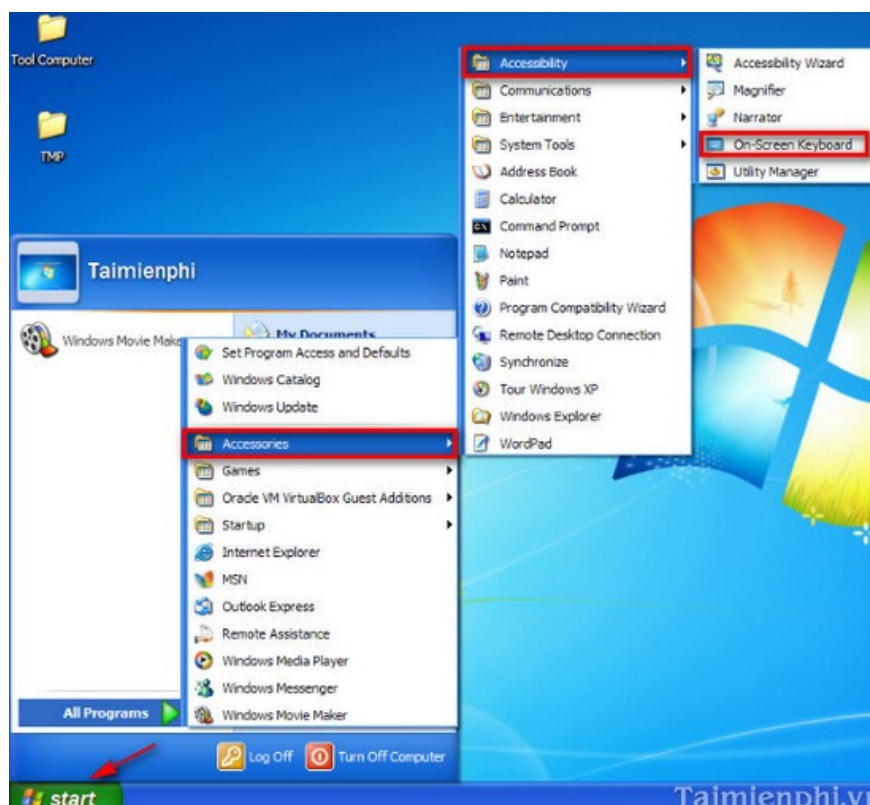 Tool Computer
TMP
Accessibility
Communications
Entertainment
System Tools
Address Book
Calculator
Command Prompt
Notepad
Paint
Program Compatibility Wizard
Remote Desktop Connection
Synchronize
Tour Windows XP
Windows Explorer
WordPad
Accessibility Wizard
Magnifier
Narrator
On-Screen Keyboard
Utility Manager
Taimienphi
Windows Movie Make
My Documents
Set Program Access and Defaults
Windows Catalog
Windows Update
Accessories
Games
Oracle VM VirtualBox Guest Additions
Startup
Internet Explorer
MSN
Outlook Express
Remote Assistance
Windows Media Player
Windows Messenger
Windows Movie Maker
All Programs
Log Off
Turn Off Computer
start
Taimienphi.vn